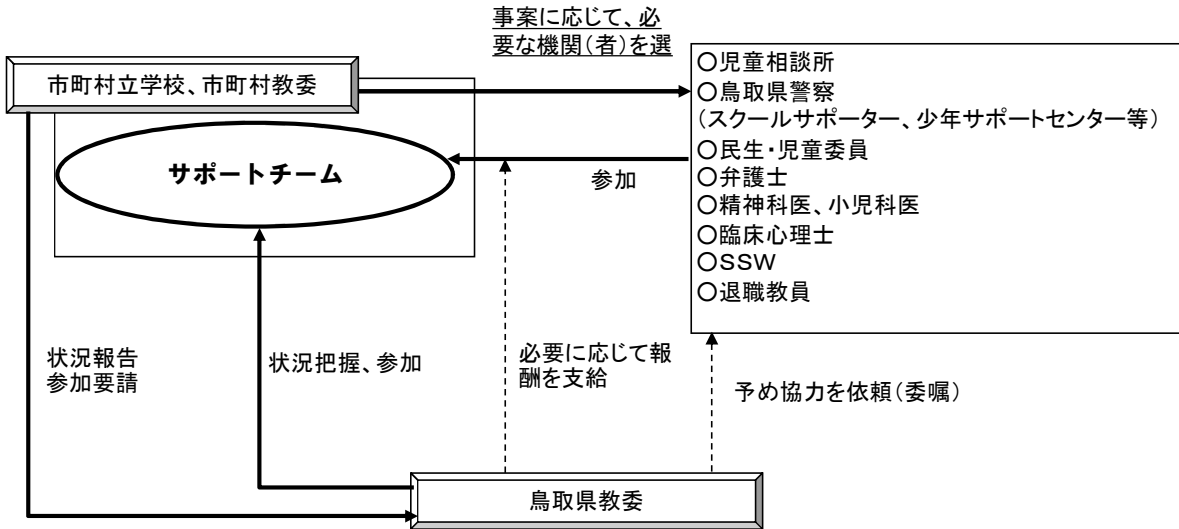 事案に応じて、必
要な機関（者）を選
市町村立学校、市町村教委
サポートチーム
参加
○児童相談所
○鳥取県警察
（スクールサポーター、少年サポートセンター等）
○民生・児童委員
○弁護士
○精神科医、小児科医
○臨床心理士
○ＳＳＷ
○退職教員
状況報告
参加要請
状況把握、参加
必要に応じて報
酬を支給
予め協力を依頼（委嘱）
鳥取県教委